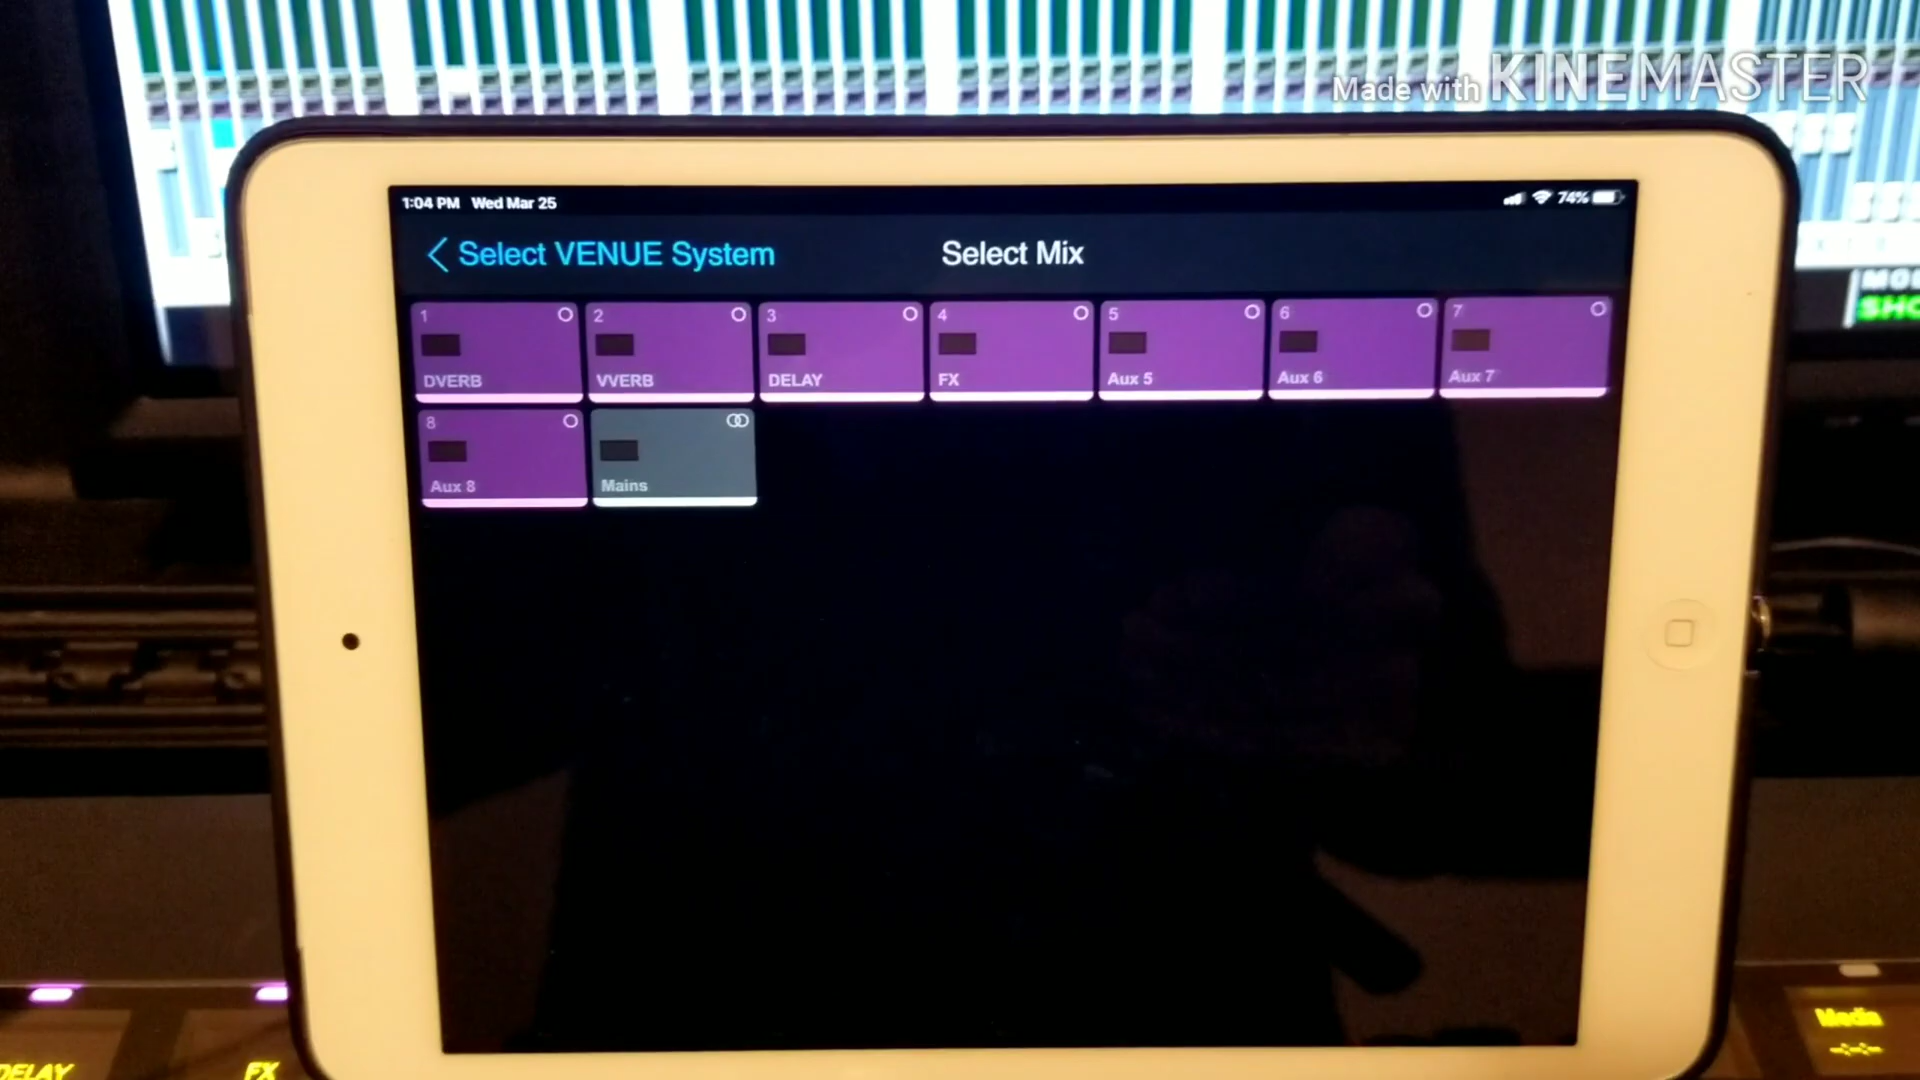 Made with KINEMASTER
1:04 PM Wed Mar 25
74%
Select VENUE System
Select Mix
1
DVERB
2
VVERB
3
DELAY
4
FX
5
Aux 5
6
Aux 6
7
Aux 7
8
Aux 8
Mains
DELAY
FX
Media